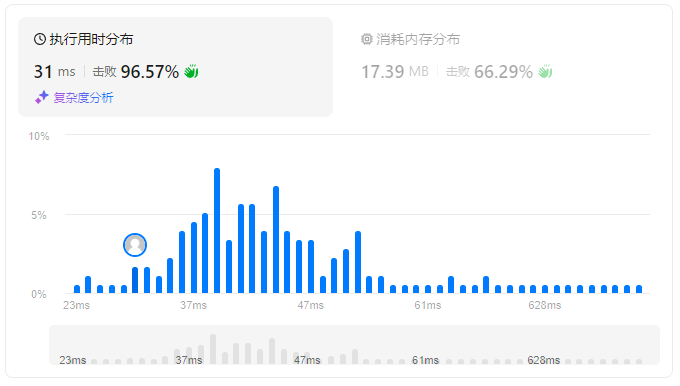 执行用时分布
31 ms 击败 96.57%
复杂度分析
消耗内存分布
17.39 MB 击败 66.29%
10%
5%
0%
23ms 37ms 47ms 61ms 628ms
23ms 37ms 47ms 61ms 628ms